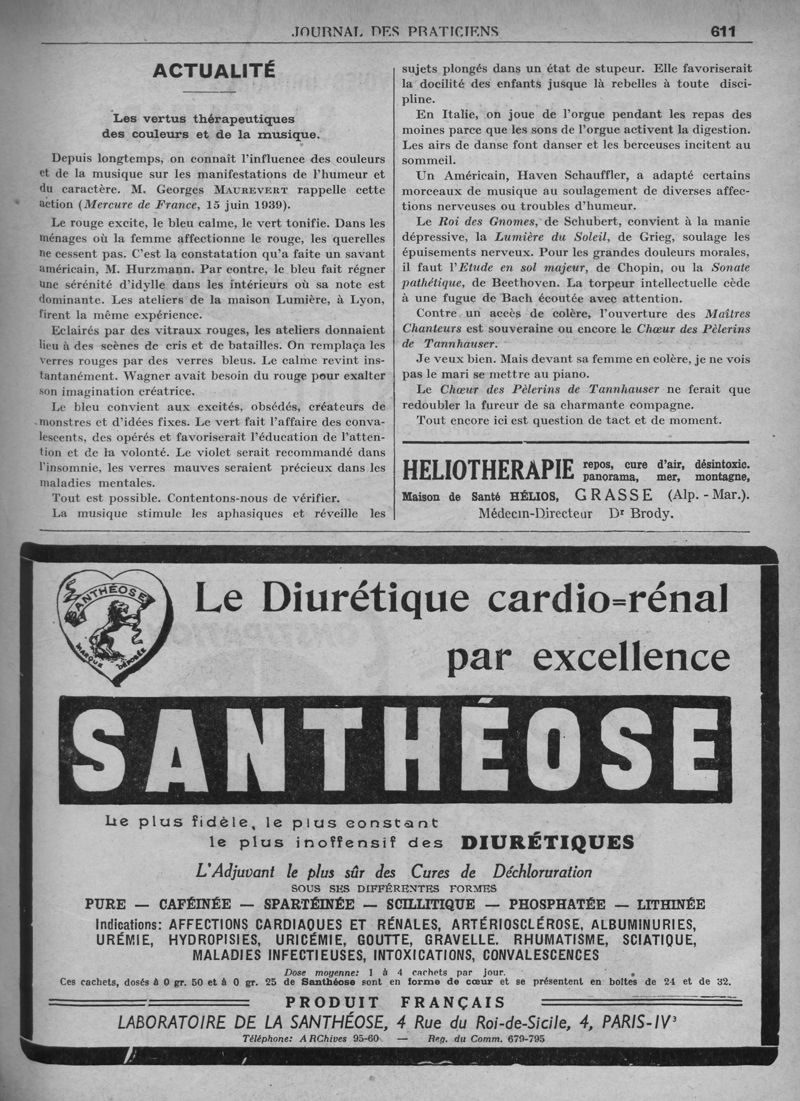 JOURNAL DES PRATICIENS 611
ACTUALITÉ
Les vertus thérapeutiques
des couleurs et de la musique.
Depuis longtemps, on connaît l'influence des couleurs
et de la musique sur les manifestations de l'humeur et
du caractère. M. Georges MAUREVERT rappelle cette
action (Mercure de France, 15 juin 1939).
Le rouge excite, le bleu calme, le vert tonifie. Dans les
ménages où la femme affectionne le rouge, les querelles
ne cessent pas. C'est la constatation qu'a faite un savant
américain, M. Hurzmann. Par contre, le bleu fait régner
une sérénité d'idylle dans les intérieurs où sa note est
dominante. Les ateliers de la maison Lumière, à Lyon,
firent la même expérience.
Eclairés par des vitraux rouges, les ateliers donnaient
lieu à des scènes de cris et de batailles. On remplaça les
verres rouges par des verres bleus. Le calme revint ins-
tantanément. Wagner avait besoin du rouge pour exalter
son imagination créatrice.
Le bleu convient aux excités, obsédés, créateurs de
monstres et d'idées fixes. Le vert fait l'affaire des conva-
lescents, des opérés et favoriserait l'éducation de l'atten-
tion et de la volonté. Le violet serait recommandé dans
l'insomnie, les verres mauves seraient précieux dans les
maladies mentales.
Tout est possible. Contentons-nous de vérifier.
La musique stimule les aphasiques et réveille les
sujets plongés dans un état de stupeur. Elle favoriserait
la docilité des enfants jusque là rebelles à toute disci-
pline.
En Italie, on joue de l'orgue pendant les repas des
moines parce que les sons de l'orgue activent la digestion.
Les airs de danse font danser et les berceuses incitent au
sommeil.
Un Américain, Haven Schauffler, a adapté certains
morceaux de musique au soulagement de diverses affec-
tions nerveuses ou troubles d'humeur.
Le Roi des Gnomes, de Schubert, convient à la manie
dépressive, la Lumière du Soleil, de Grieg, soulage les
épuisements nerveux. Pour les grandes douleurs morales,
il faut l'Etude en sol majeur, de Chopin, ou la Sonate
pathétique, de Beethoven. La torpeur intellectuelle cède
à une fugue de Bach écoutée avec attention.
Contre un accès de colère, l'ouverture des Maîtres
Chanteurs est souveraine ou encore le Chœur des Pèlerins
de Tannhauser.
Je veux bien. Mais devant sa femme en colère, je ne vois
pas le mari se mettre au piano.
Le Chœur des Pèlerins de Tannhauser ne ferait que
redoubler la fureur de sa charmante compagne.
Tout encore ici est question de tact et de moment.
HELIOTHERAPIE repos, cure d'air, désintoxic.
panorama, mer, montagne,
Maison de Santé HÉLIOS, GRASSE (Alp.-Mar.).
Médecin-Directeur Dr Brody.
SANTHÉOSE
MARQUE DÉPOSÉE
Le Diurétique cardio=rénal
par excellence
SANTHÉOSE
Le plus fidèle, le plus constant
le plus inoffensif des DIURÉTIQUES
L'Adjuvant le plus sûr des Cures de Déchloruration
SOUS SES DIFFÉRENTES FORMES
PURE — CAFÉINÉE — SPARTÉINÉE — SCILLITIQUE — PHOSPHATÉE — LITHINÉE
Indications: AFFECTIONS CARDIAQUES ET RÉNALES, ARTÉRIOSCLÉROSE, ALBUMINURIES,
URÉMIE, HYDROPISIES, URICÉMIE, GOUTTE, GRAVELLE. RHUMATISME, SCIATIQUE,
MALADIES INFECTIEUSES, INTOXICATIONS, CONVALESCENCES
Dose moyenne: 1 à 4 cachets par jour.
Ces cachets, dosés à 0 gr. 50 et à 0 gr. 25 de Santhéose sont en forme de cœur et se présentent en boîtes de 24 et de 32.
PRODUIT FRANÇAIS
LABORATOIRE DE LA SANTHÉOSE, 4 Rue du Roi-de-Sicile, 4, PARIS-IV³
Téléphone: ARChives 95-60 — Reg. du Comm. 679-795